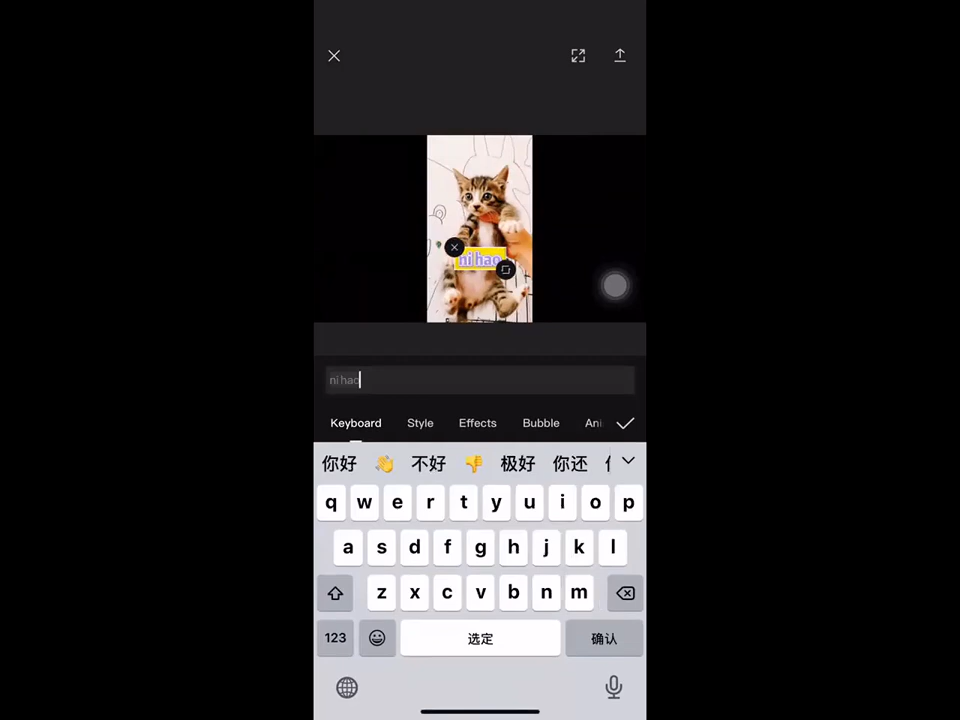 ni hao
ni hao
Keyboard Style Effects Bubble Ani
你好 👋 不好 👎 极好 你还
q w e r t y u i o p
a s d f g h j k l
z x c v b n m
123 选定 确认